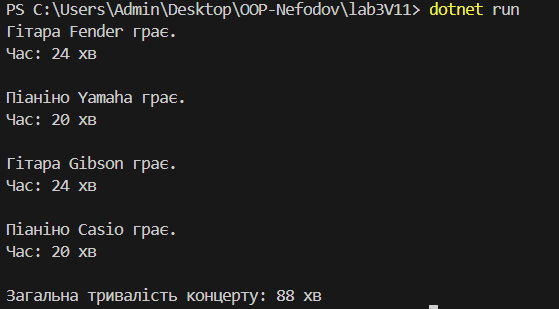 PS C:\Users\Admin\Desktop\OOP-Nefodov\lab3V11> dotnet run
Гітара Fender грає.
Час: 24 хв
Піаніно Yamaha грає.
Час: 20 хв
Гітара Gibson грає.
Час: 24 хв
Піаніно Casio грає.
Час: 20 хв
Загальна тривалість концерту: 88 хв